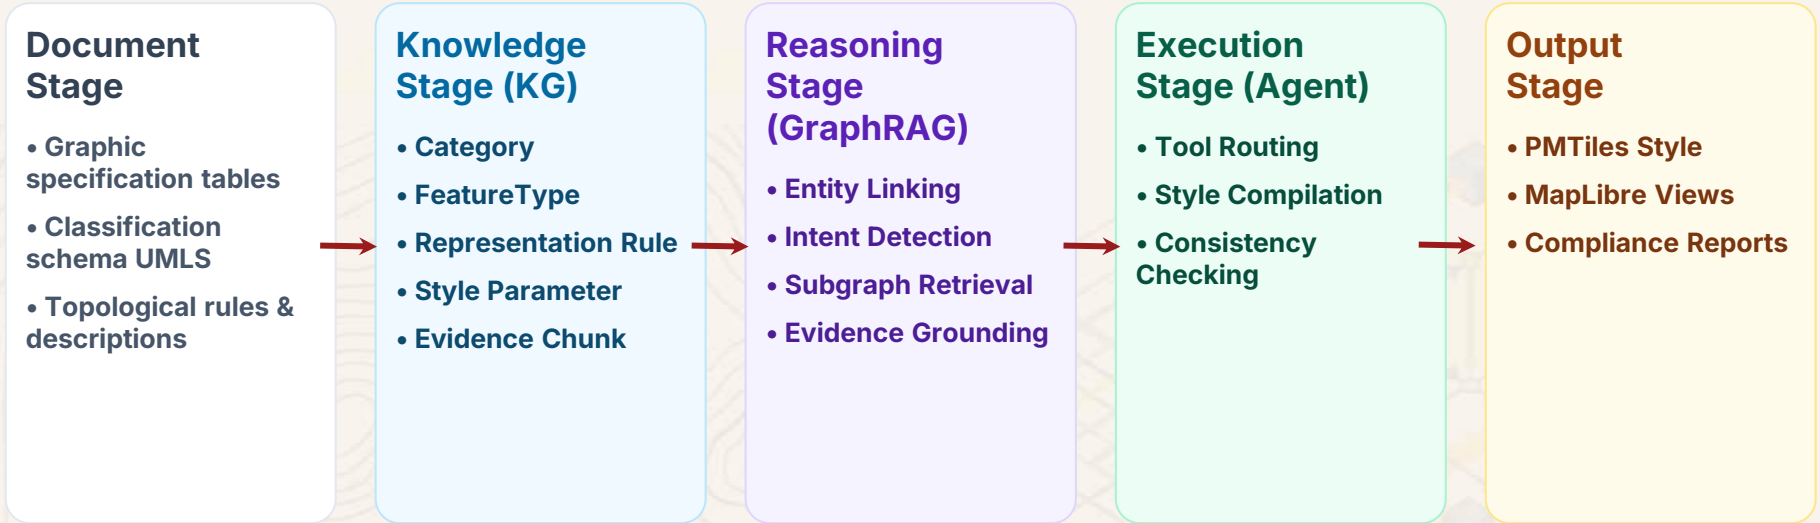 Document
Stage
• Graphic
specification tables
• Classification
schema UMLS
• Topological rules &
descriptions
Knowledge
Stage (KG)
• Category
• FeatureType
• Representation Rule
• Style Parameter
• Evidence Chunk
Reasoning
Stage
(GraphRAG)
• Entity Linking
• Intent Detection
• Subgraph Retrieval
• Evidence Grounding
Execution
Stage (Agent)
• Tool Routing
• Style Compilation
• Consistency
Checking
Output
Stage
• PMTiles Style
• MapLibre Views
• Compliance Reports